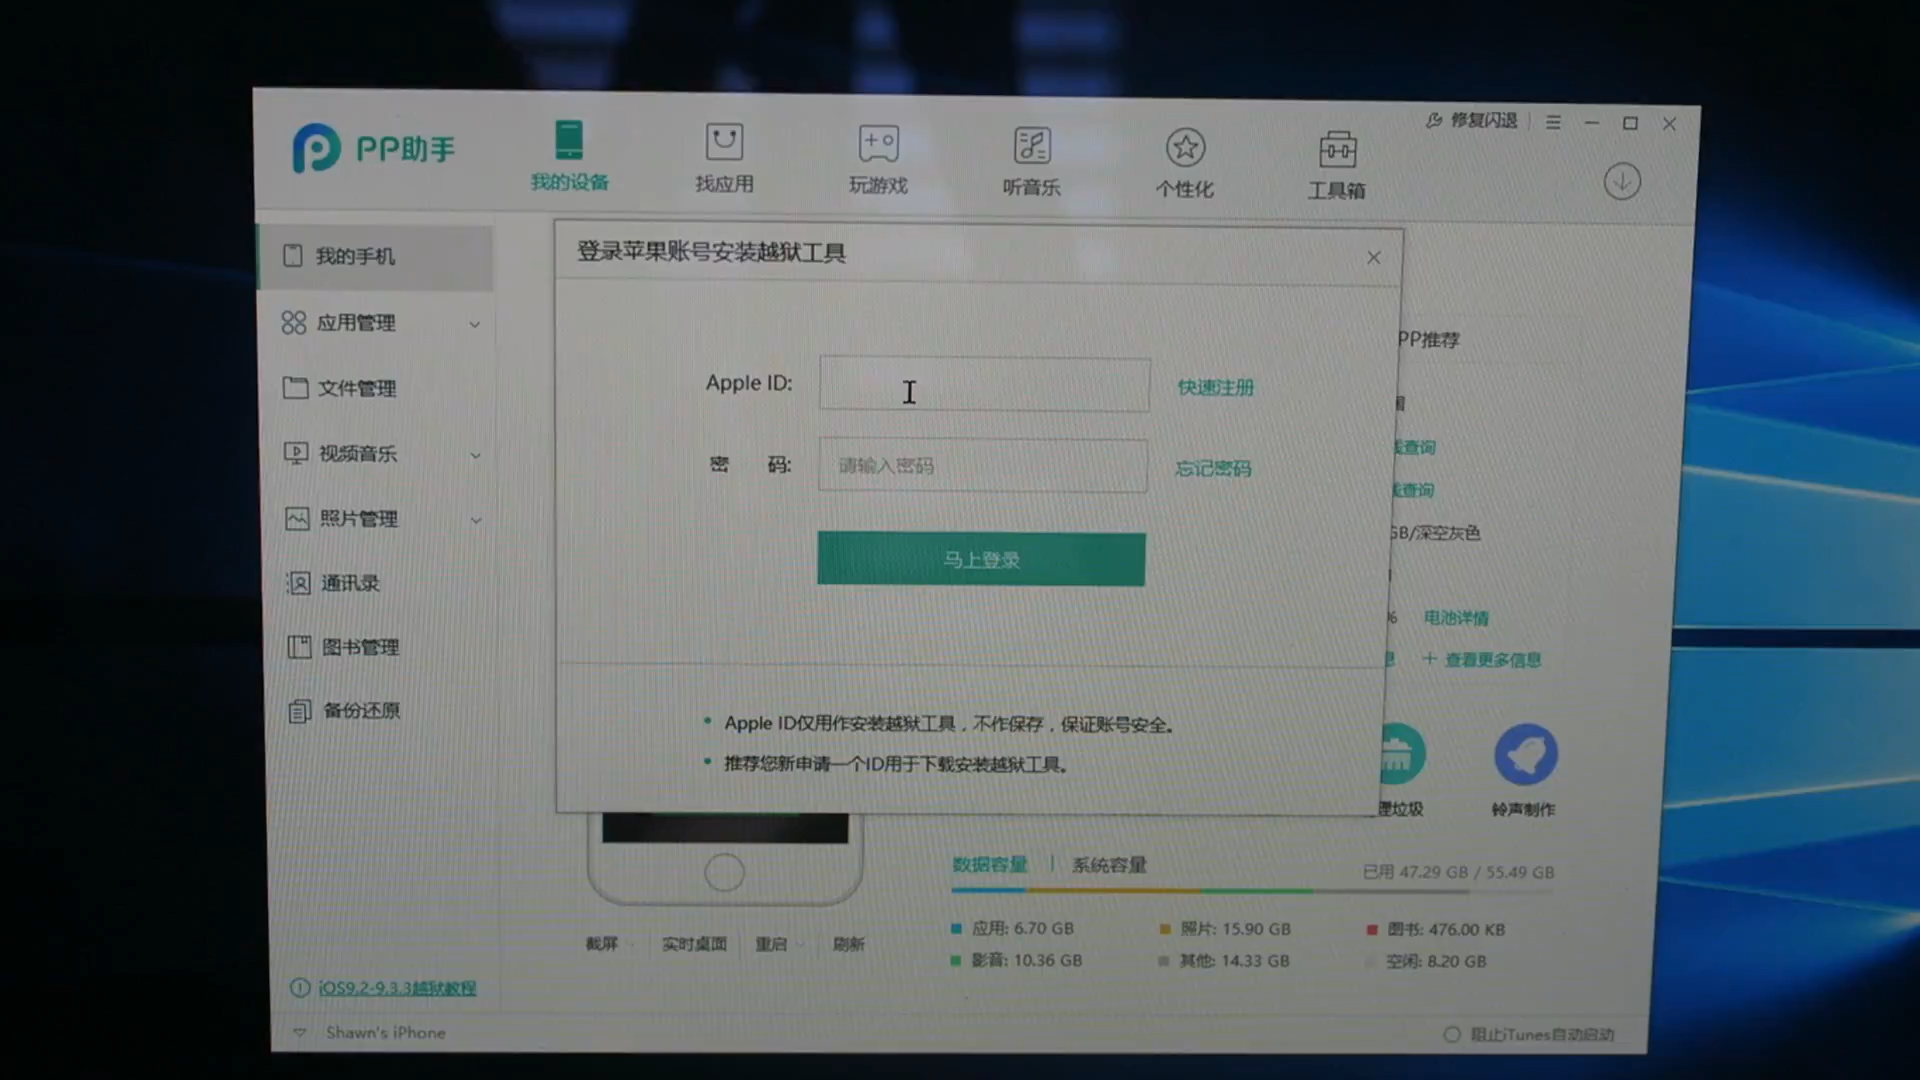 PP助手
我的设备
找应用
玩游戏
听音乐
个性化
工具箱
修复闪退
我的手机
应用管理
文件管理
视频音乐
照片管理
通讯录
图书管理
备份还原
登录苹果账号安装越狱工具
Apple ID:
快速注册
密 码:
请输入密码
忘记密码
马上登录
Apple ID仅用作安装越狱工具，不作保存，保证账号安全。
推荐您新申请一个ID用于下载安装越狱工具。
PP推荐
查询
查询
GB/深空灰色
%
电池详情
+ 查看更多信息
理垃圾
铃声制作
数据容量
系统容量
已用 47.29 GB / 55.49 GB
应用: 6.70 GB
照片: 15.90 GB
图书: 476.00 KB
影音: 10.36 GB
其他: 14.33 GB
空闲: 8.20 GB
截屏
实时桌面
重启
刷新
iOS9.2-9.3.3越狱教程
Shawn's iPhone
阻止iTunes自动启动